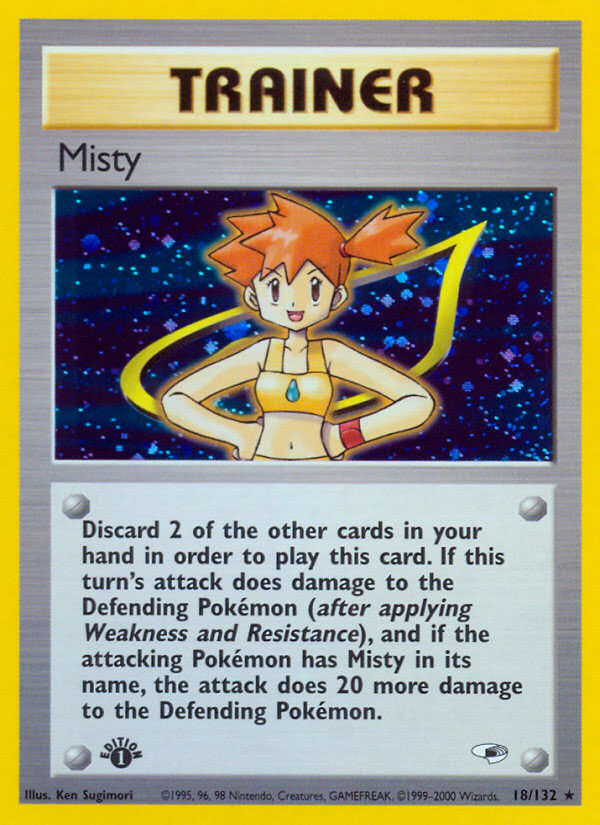 TRAINER
Misty
Discard 2 of the other cards in your
hand in order to play this card. If this
turn's attack does damage to the
Defending Pokémon (after applying
Weakness and Resistance), and if the
attacking Pokémon has Misty in its
name, the attack does 20 more damage
to the Defending Pokémon.
EDITION
1
Illus. Ken Sugimori ©1995, 96, 98 Nintendo, Creatures, GAMEFREAK. ©1999–2000 Wizards. 18/132 ★